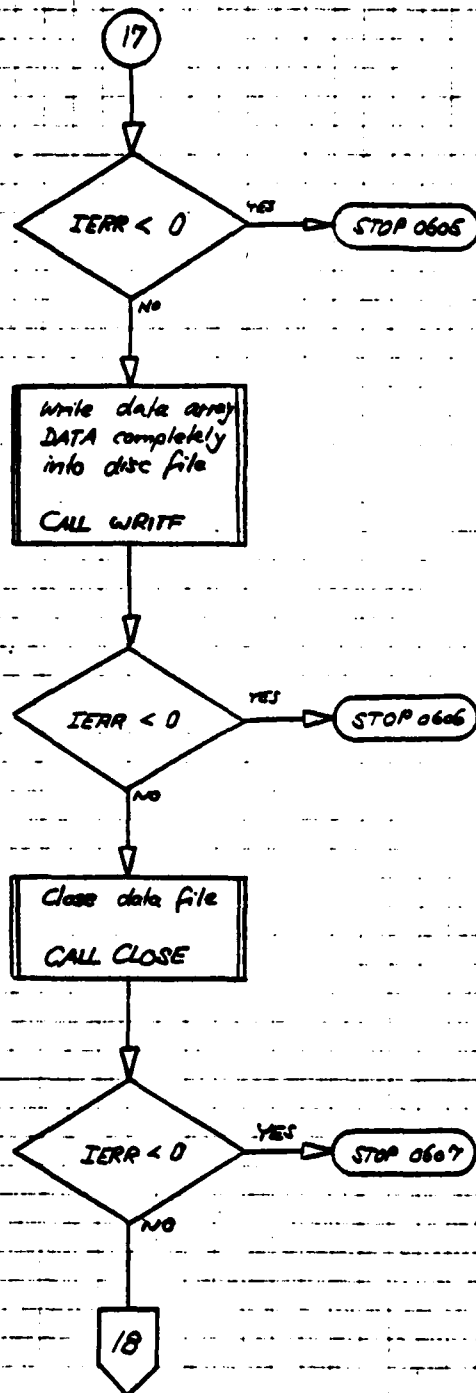 17
IERR < 0
YES
STOP 0605
NO
Write data array
DATA completely
into disc file
CALL WRITF
IERR < 0
YES
STOP 0606
NO
Close data file
CALL CLOSE
IERR < 0
YES
STOP 0607
NO
18